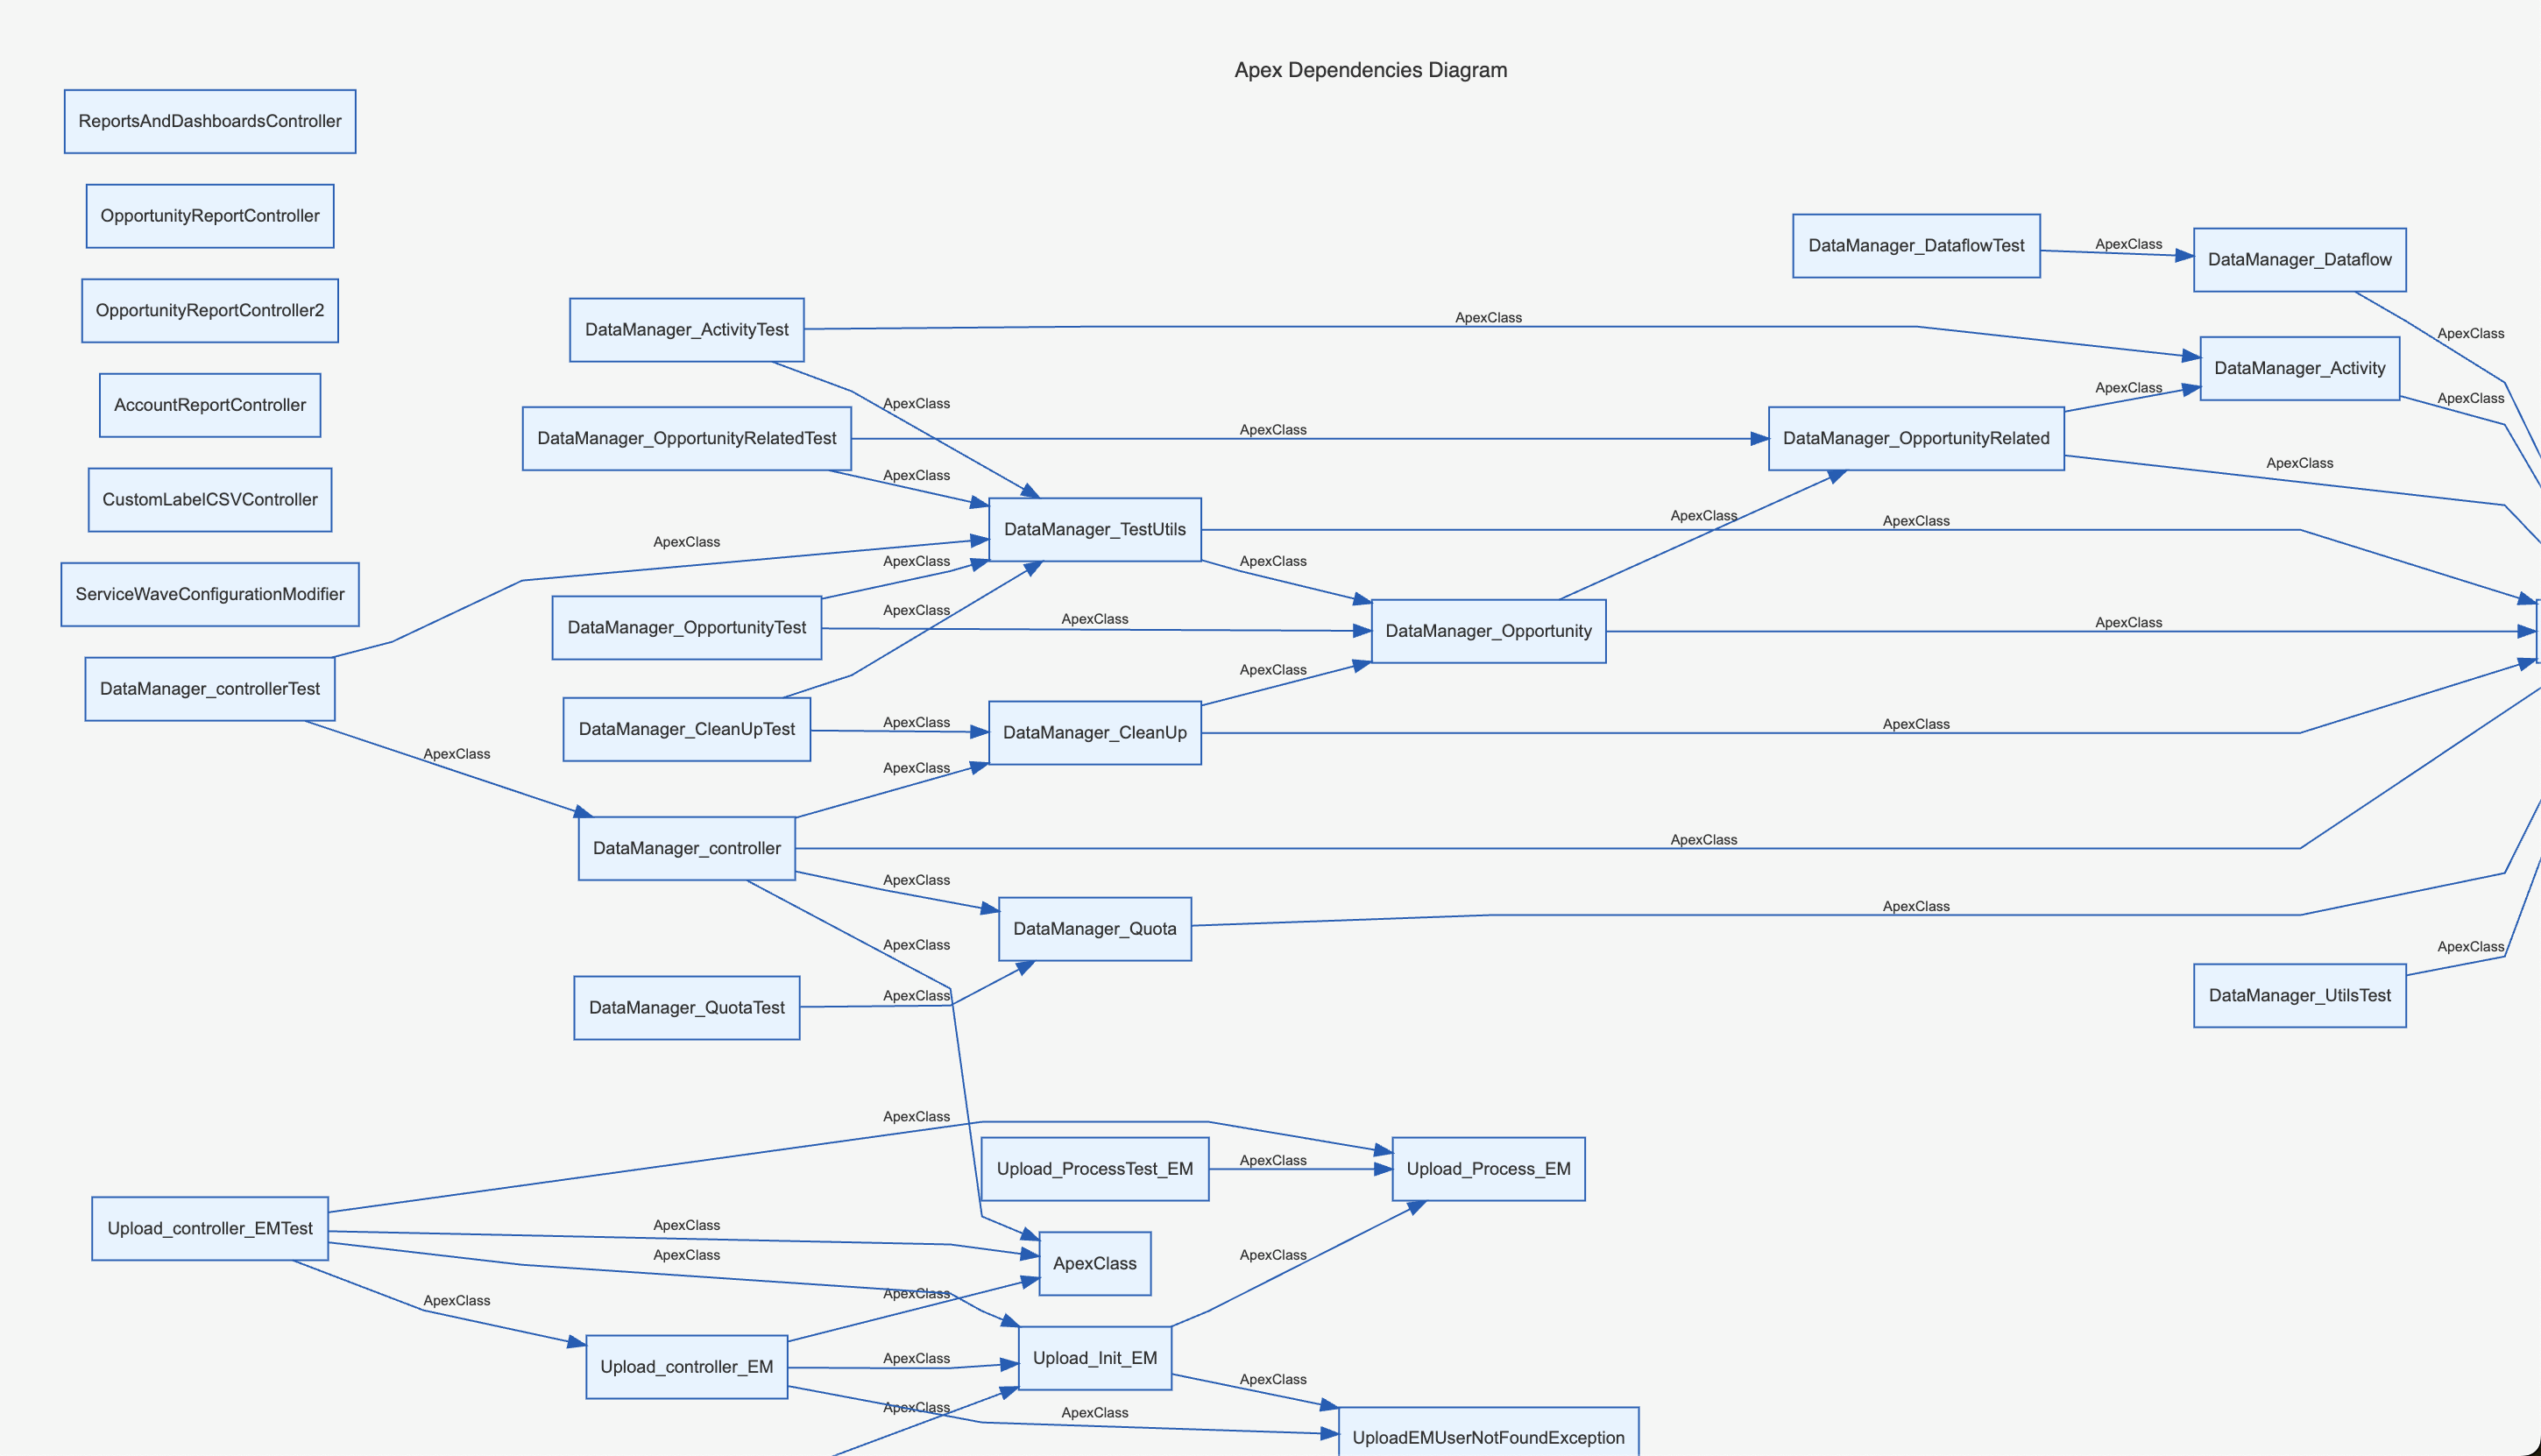 Apex Dependencies Diagram
ReportsAndDashboardsController
OpportunityReportController
DataManager_DataflowTest
ApexClass
DataManager_Dataflow
OpportunityReportController2
DataManager_ActivityTest
ApexClass
ApexClass
DataManager_Activity
ApexClass
ApexClass
ApexClass
AccountReportController
ApexClass
DataManager_OpportunityRelatedTest
ApexClass
DataManager_OpportunityRelated
ApexClass
ApexClass
CustomLabelCSVController
DataManager_TestUtils
ApexClass
ApexClass
ApexClass
ApexClass
ApexClass
ServiceWaveConfigurationModifier
ApexClass
DataManager_OpportunityTest
ApexClass
DataManager_Opportunity
ApexClass
ApexClass
DataManager_controllerTest
DataManager_CleanUpTest
ApexClass
DataManager_CleanUp
ApexClass
ApexClass
ApexClass
DataManager_controller
ApexClass
ApexClass
DataManager_Quota
ApexClass
ApexClass
ApexClass
DataManager_QuotaTest
ApexClass
DataManager_UtilsTest
ApexClass
Upload_ProcessTest_EM
ApexClass
Upload_Process_EM
Upload_controller_EMTest
ApexClass
ApexClass
ApexClass
ApexClass
ApexClass
ApexClass
Upload_controller_EM
ApexClass
Upload_Init_EM
ApexClass
ApexClass
ApexClass
UploadEMUserNotFoundException